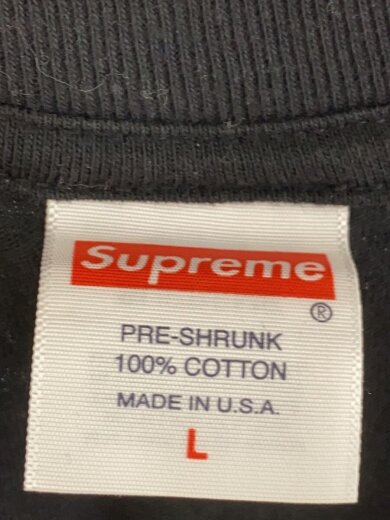 Supreme
®
PRE-SHRUNK
100% COTTON
MADE IN U.S.A.
L